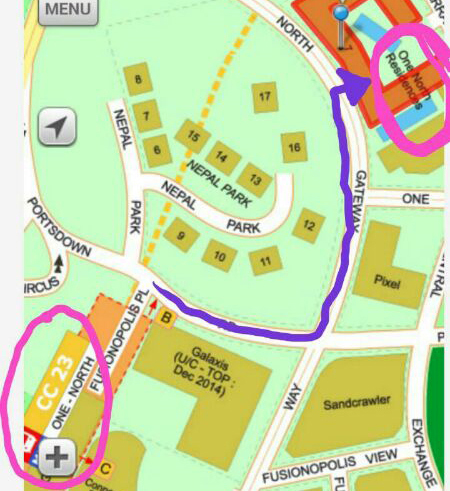 MENU
NORTH
One North
Residences
8
7
6
17
15
14
13
16
NEPAL
NEPAL PARK
NEPAL
PARK
PARK
12
9
10
11
GATEWAY
ONE
PORTSDOWN
Pixel
FUSIONOPOLIS PL
B
CC 23
ONE-NORTH
Galaxis
(U/C - TOP :
Dec 2014)
WAY
Sandcrawler
EXCHANGE
FUSIONOPOLIS VIEW
C